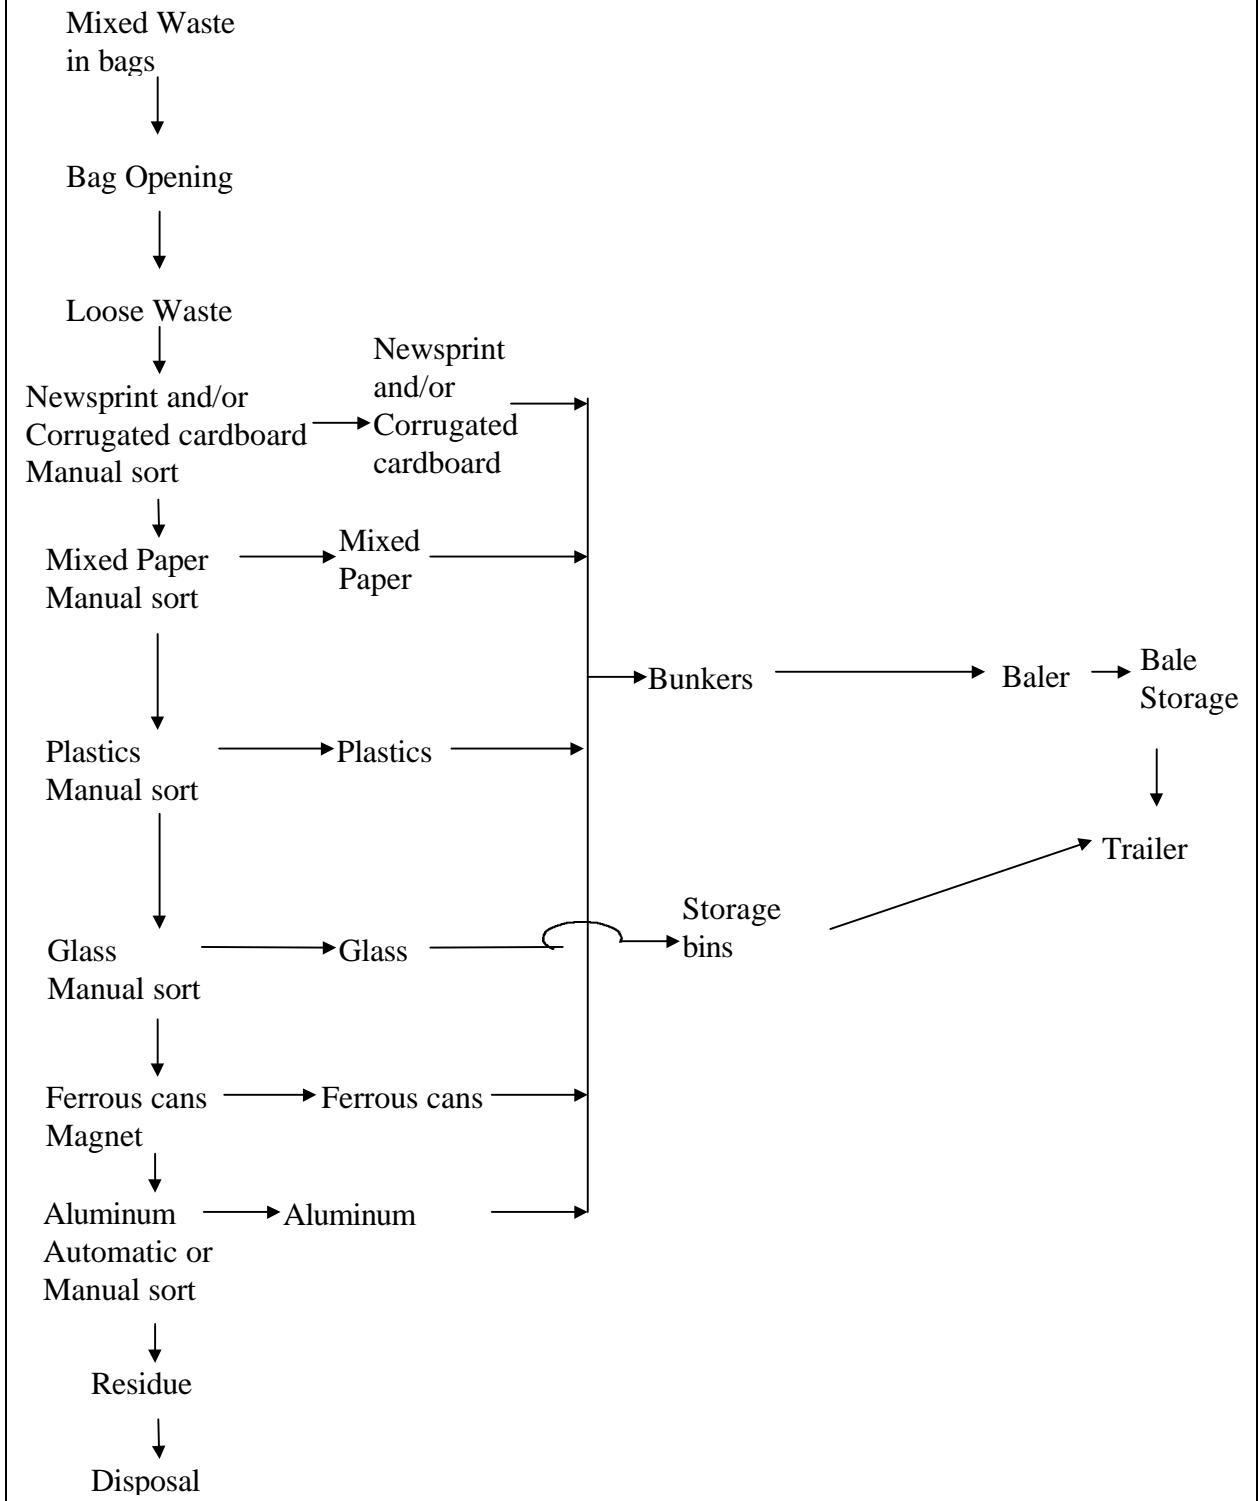 Mixed Waste
in bags
Bag Opening
Loose Waste
Newsprint and/or
Corrugated cardboard
Manual sort
Newsprint
and/or
Corrugated
cardboard
Mixed Paper
Manual sort
Mixed
Paper
Bunkers
Baler
Bale
Storage
Plastics
Manual sort
Plastics
Trailer
Glass
Manual sort
Glass
Storage
bins
Ferrous cans
Magnet
Ferrous cans
Aluminum
Automatic or
Manual sort
Aluminum
Residue
Disposal